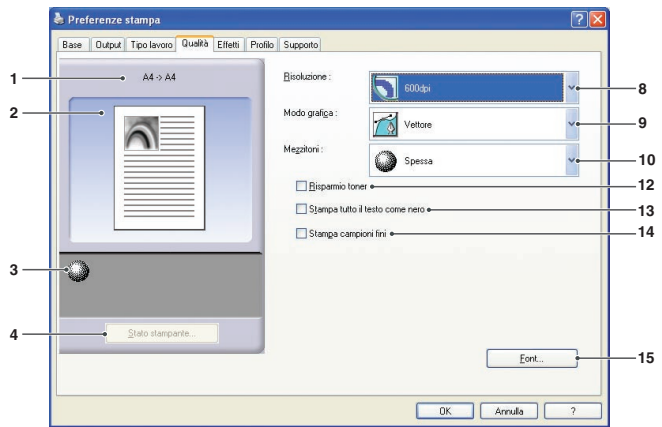 Preferenze stampa
Base Output Tipo lavoro Qualità Effetti Profilo Supporto
1 A4 -> A4
2
3
4 Stato stampante...
Risoluzione :
600dpi 8
Modo grafica :
Vettore 9
Mezzitoni :
Spessa 10
Risparmio toner 12
Stampa tutto il testo come nero 13
Stampa campioni fini 14
Font... 15
OK Annulla ?